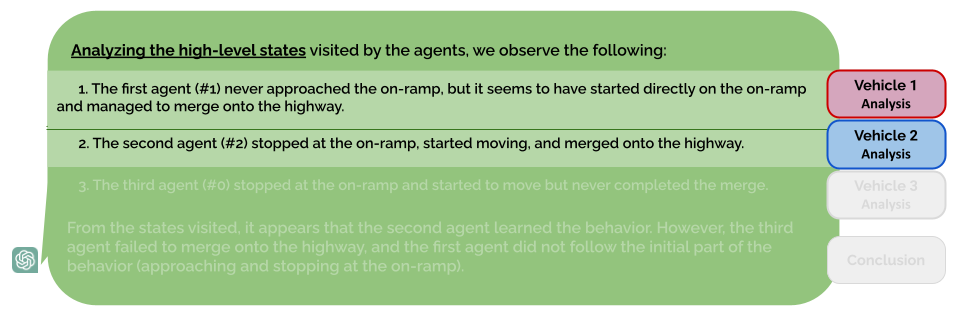 Analyzing the high-level states visited by the agents, we observe the following:
1. The first agent (#1) never approached the on-ramp, but it seems to have started directly on the on-ramp
and managed to merge onto the highway.
Vehicle 1
Analysis
2. The second agent (#2) stopped at the on-ramp, started moving, and merged onto the highway.
Vehicle 2
Analysis
3. The third agent (#0) stopped at the on-ramp and started to move but never completed the merge.
Vehicle 3
Analysis
From the states visited, it appears that the second agent learned the behavior. However, the third
agent failed to merge onto the highway, and the first agent did not follow the initial part of the
behavior (approaching and stopping at the on-ramp).
Conclusion